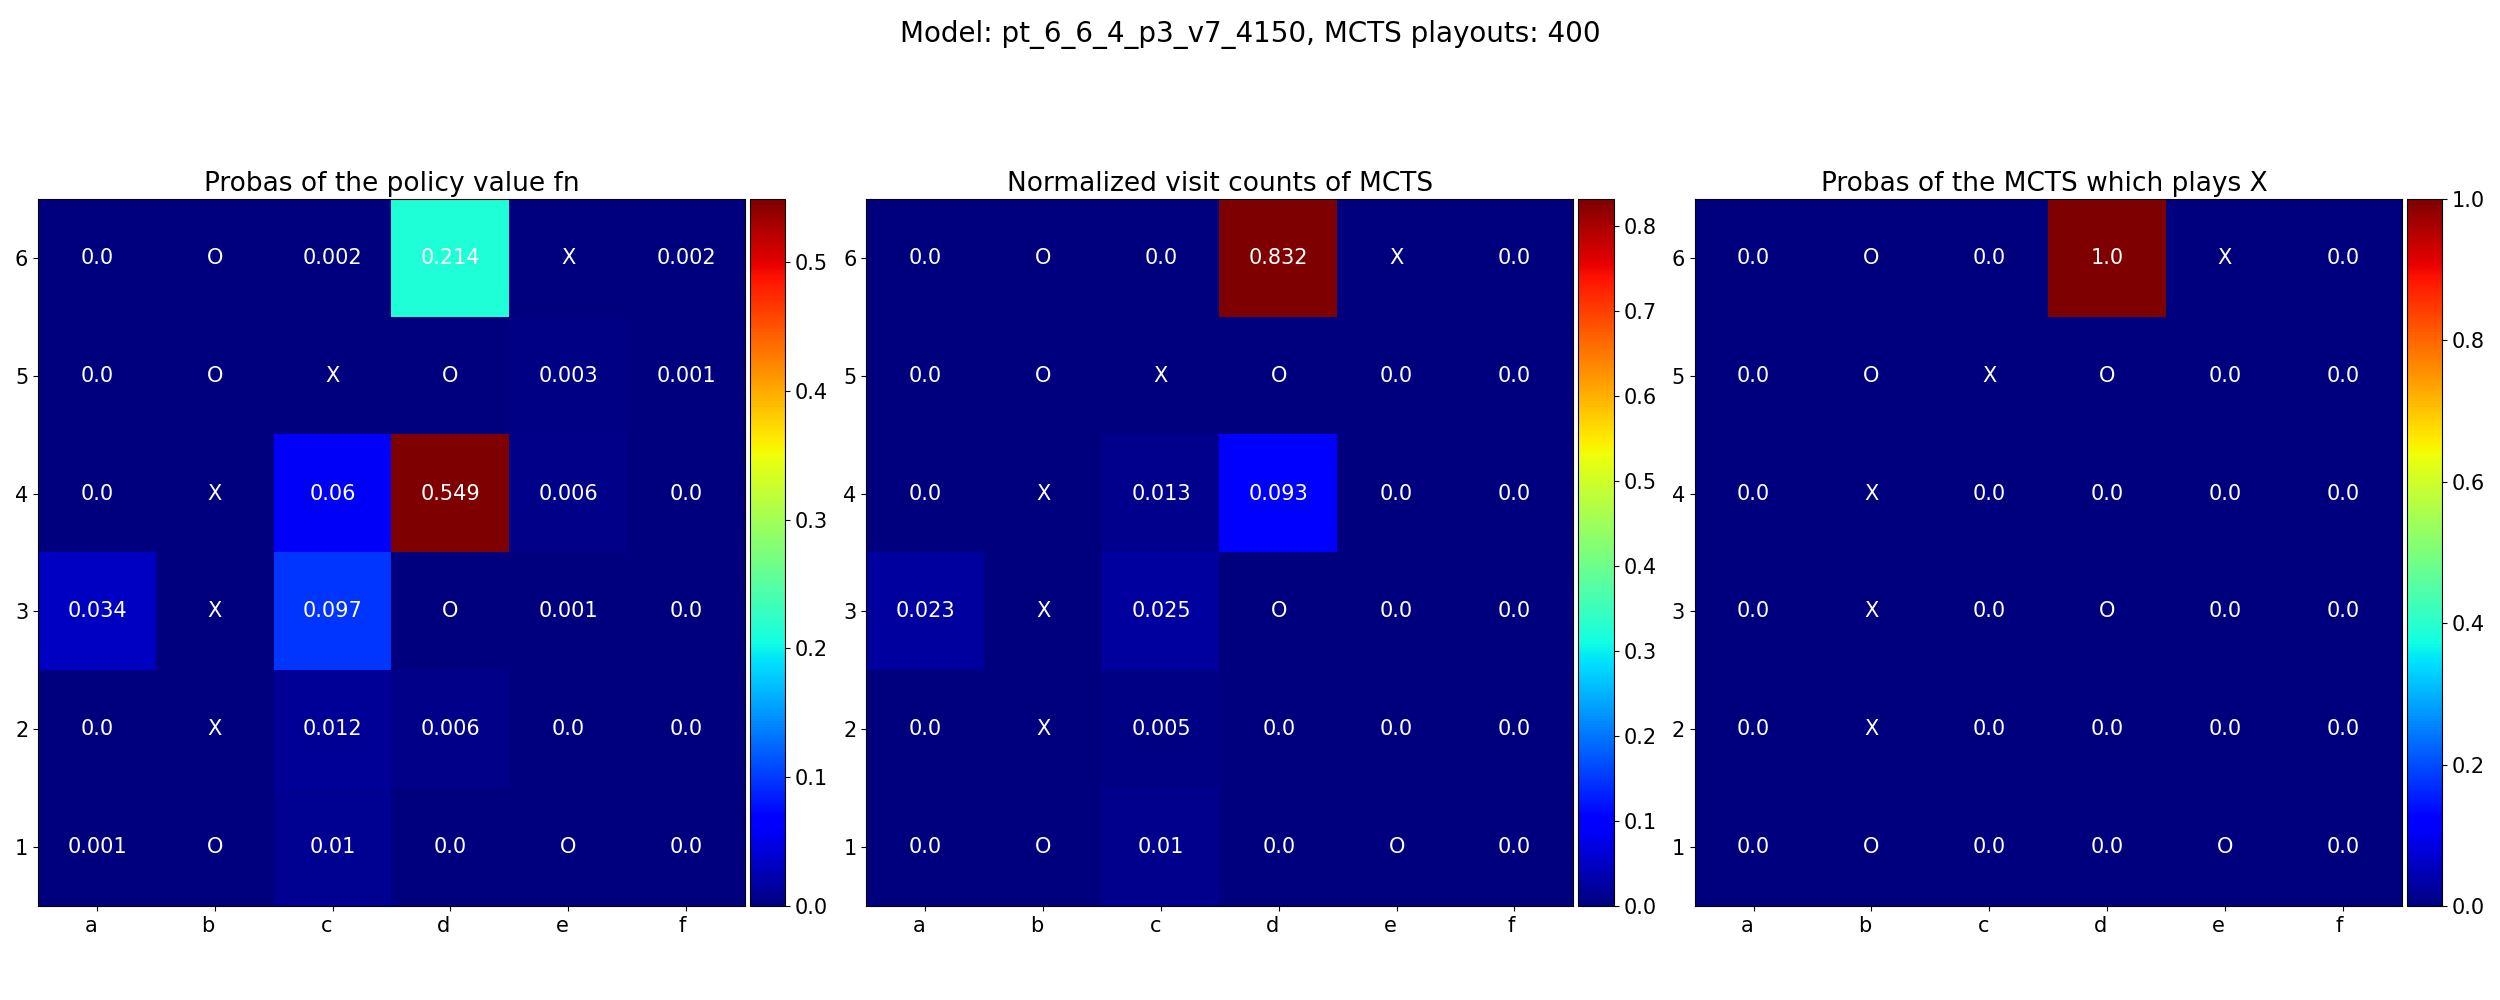 Model: pt_6_6_4_p3_v7_4150, MCTS playouts: 400
Probas of the policy value fn
6 0.0 O 0.002 0.214 X 0.002
5 0.0 O X O 0.003 0.001
4 0.0 X 0.06 0.549 0.006 0.0
3 0.034 X 0.097 O 0.001 0.0
2 0.0 X 0.012 0.006 0.0 0.0
1 0.001 O 0.01 0.0 O 0.0
a b c d e f
0.5
0.4
0.3
0.2
0.1
0.0
Normalized visit counts of MCTS
6 0.0 O 0.0 0.832 X 0.0
5 0.0 O X O 0.0 0.0
4 0.0 X 0.013 0.093 0.0 0.0
3 0.023 X 0.025 O 0.0 0.0
2 0.0 X 0.005 0.0 0.0 0.0
1 0.0 O 0.01 0.0 O 0.0
a b c d e f
0.8
0.7
0.6
0.5
0.4
0.3
0.2
0.1
0.0
Probas of the MCTS which plays X
6 0.0 O 0.0 1.0 X 0.0
5 0.0 O X O 0.0 0.0
4 0.0 X 0.0 0.0 0.0 0.0
3 0.0 X 0.0 O 0.0 0.0
2 0.0 X 0.0 0.0 0.0 0.0
1 0.0 O 0.0 0.0 O 0.0
a b c d e f
1.0
0.8
0.6
0.4
0.2
0.0